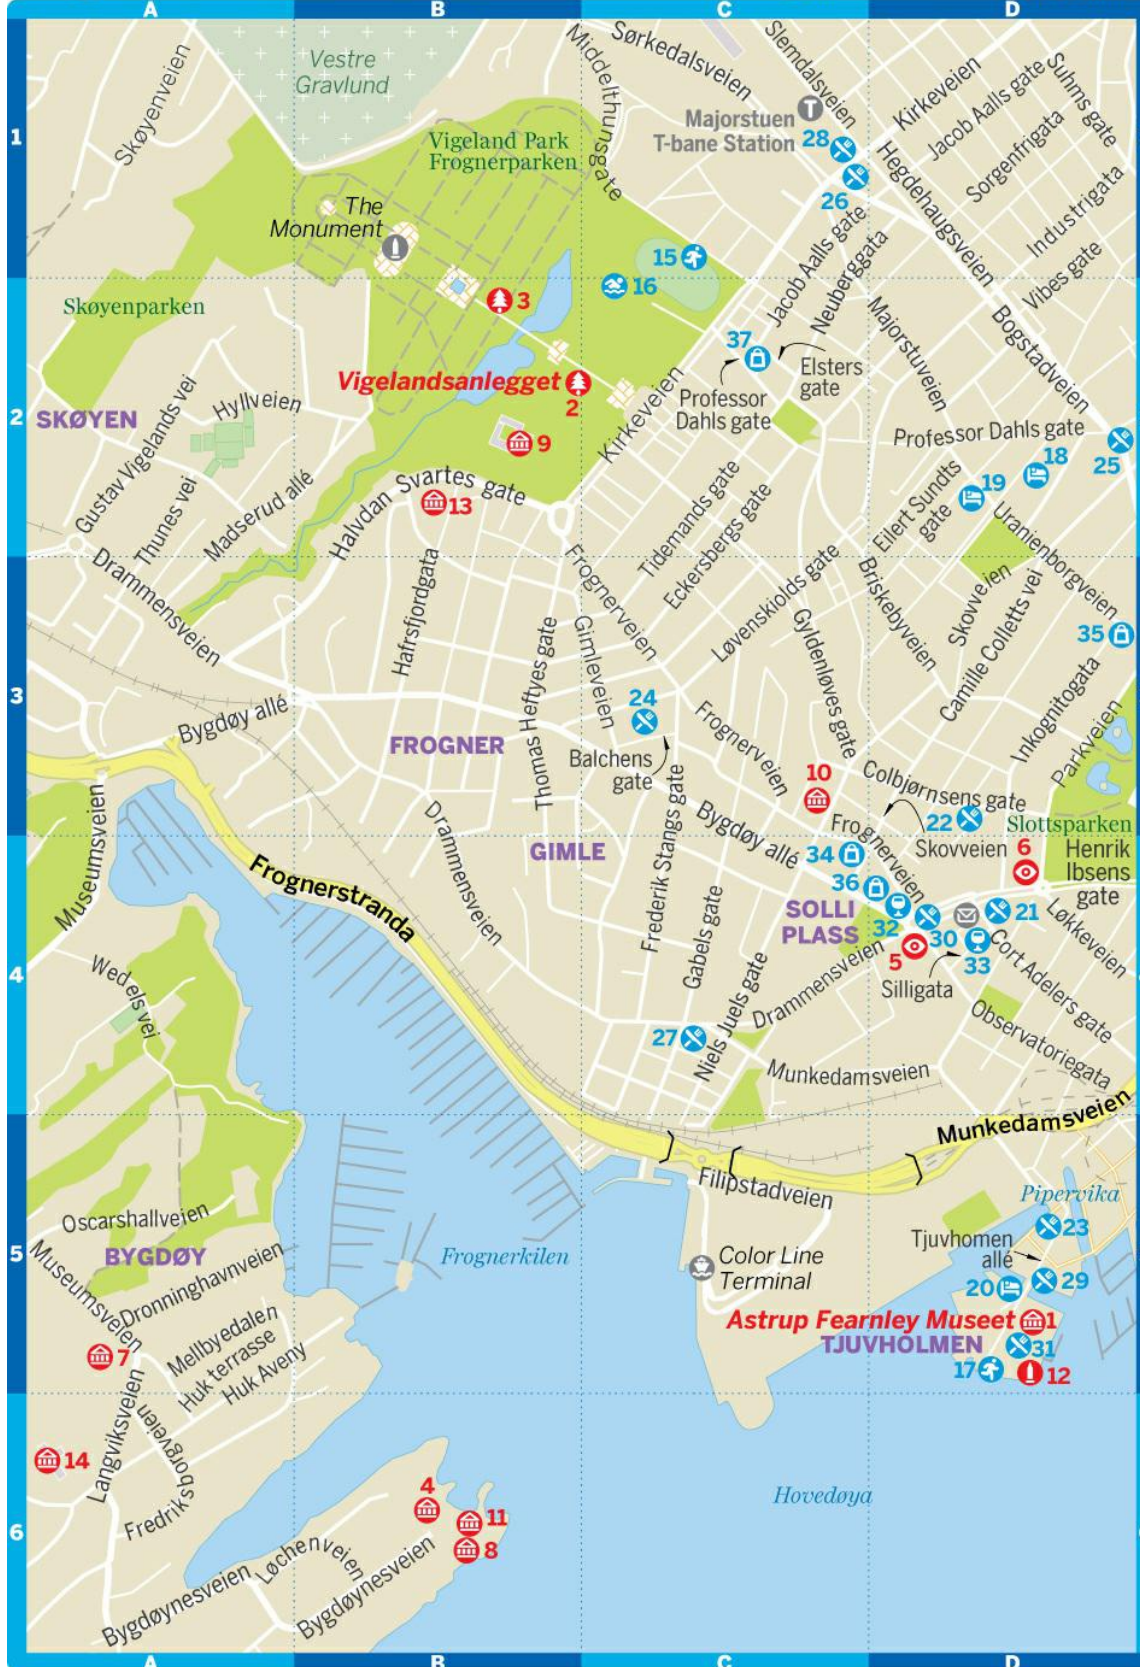 A
B
C
D
Vestre
Gravlund
Skøyenveien
Sørkedalsveien
Slemdalsveien
Middelthunsgate
Kirkeveien
Suhms gate
Jacob Aalls gate
Majorstuen
T-bane Station
T
28
26
1
Vigeland Park
Frognerparken
Sorgenfrigata
Hegdehaugsveien
Industrigata
Vibes gate
The
Monument
15
16
Jacob Aalls gate
Neuberggata
Skøyenparken
3
37
Majorstuveien
Bogstadveien
Elsters
gate
Vigelandsanlegget
2
Professor
Dahls gate
Kirkeveien
2
SKØYEN
Hyllveien
Gustav Vigelands vei
Thunes vei
Madserud allé
9
Professor Dahls gate
18
25
19
Eilert Sundts
gate
Halvdan Svartes gate
13
Tidemands gate
Eckersbergs gate
Uranienborgveien
Drammensveien
Hafrsfjordgata
Frognerveien
Gimleveien
Thomas Heftyes gate
Løvenskiolds gate
Gyldenløves gate
Briskebyveien
Skovveien
Camille Colletts vei
35
3
Bygdøy allé
FROGNER
24
Balchens
gate
Frognerveien
Inkognitogata
Parkveien
10
Colbjørnsens gate
22
Slottsparken
Museumsveien
Drammensveien
GIMLE
Frederik Stangs gate
Bygdøy allé
Frognerveien
34
Skovveien
6
Henrik
Ibsens
gate
36
Frognerstranda
Gabels gate
SOLLI
PLASS
32
30
21
Løkkeveien
5
33
Silligata
Cort Adelers gate
4
Wedels vei
Niels Juels gate
Drammensveien
Observatoriegata
27
Munkedamsveien
Munkedamsveien
Filipstadveien
Pipervika
Oscarshallveien
23
5
BYGDØY
Museumsveien
Dronninghavnveien
Frognerkilen
Color Line
Terminal
Tjuvhomen
allé
20
29
Mellbyedalen
Huk terrasse
Huk Aveny
Astrup Fearnley Museet
1
TJUVHOLMEN
31
7
17
12
Langviksveien
Fredriksborgveien
14
4
11
8
Hovedøya
6
Løchenveien
Bygdøynesveien
Bygdøynesveien
A
B
C
D